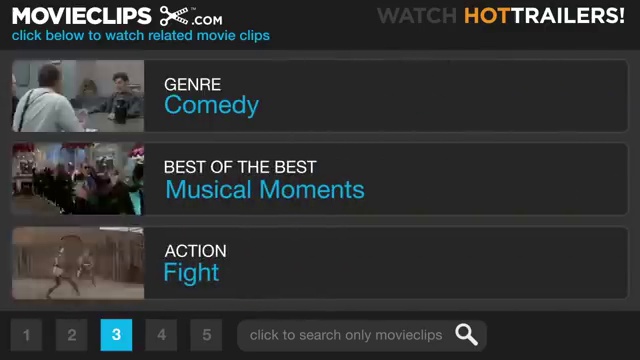 MOVIECLIPS .COM
WATCH HOTTRAILERS!
click below to watch related movie clips
GENRE
Comedy
BEST OF THE BEST
Musical Moments
ACTION
Fight
1 2 3 4 5 click to search only movieclips